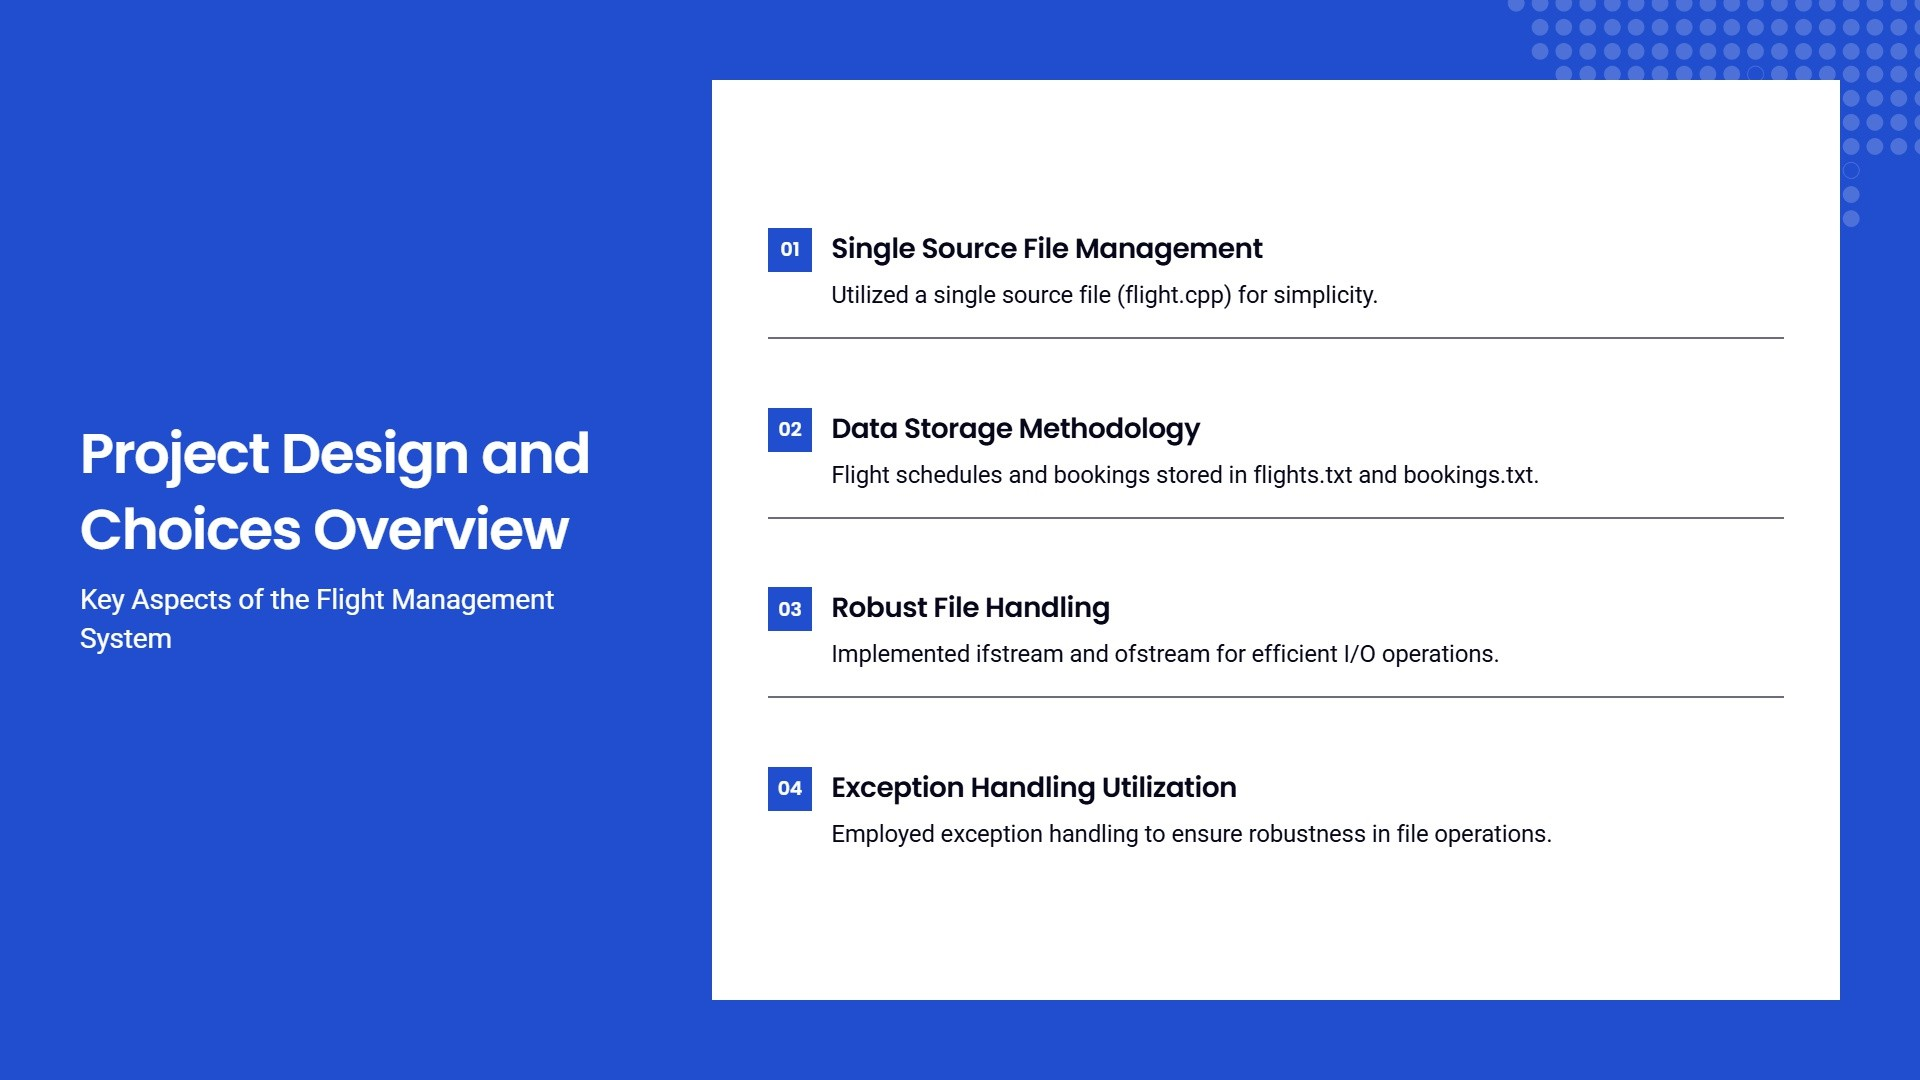 Project Design and
Choices Overview
Key Aspects of the Flight Management
System
01
Single Source File Management
Utilized a single source file (flight.cpp) for simplicity.
02
Data Storage Methodology
Flight schedules and bookings stored in flights.txt and bookings.txt.
03
Robust File Handling
Implemented ifstream and ofstream for efficient I/O operations.
04
Exception Handling Utilization
Employed exception handling to ensure robustness in file operations.